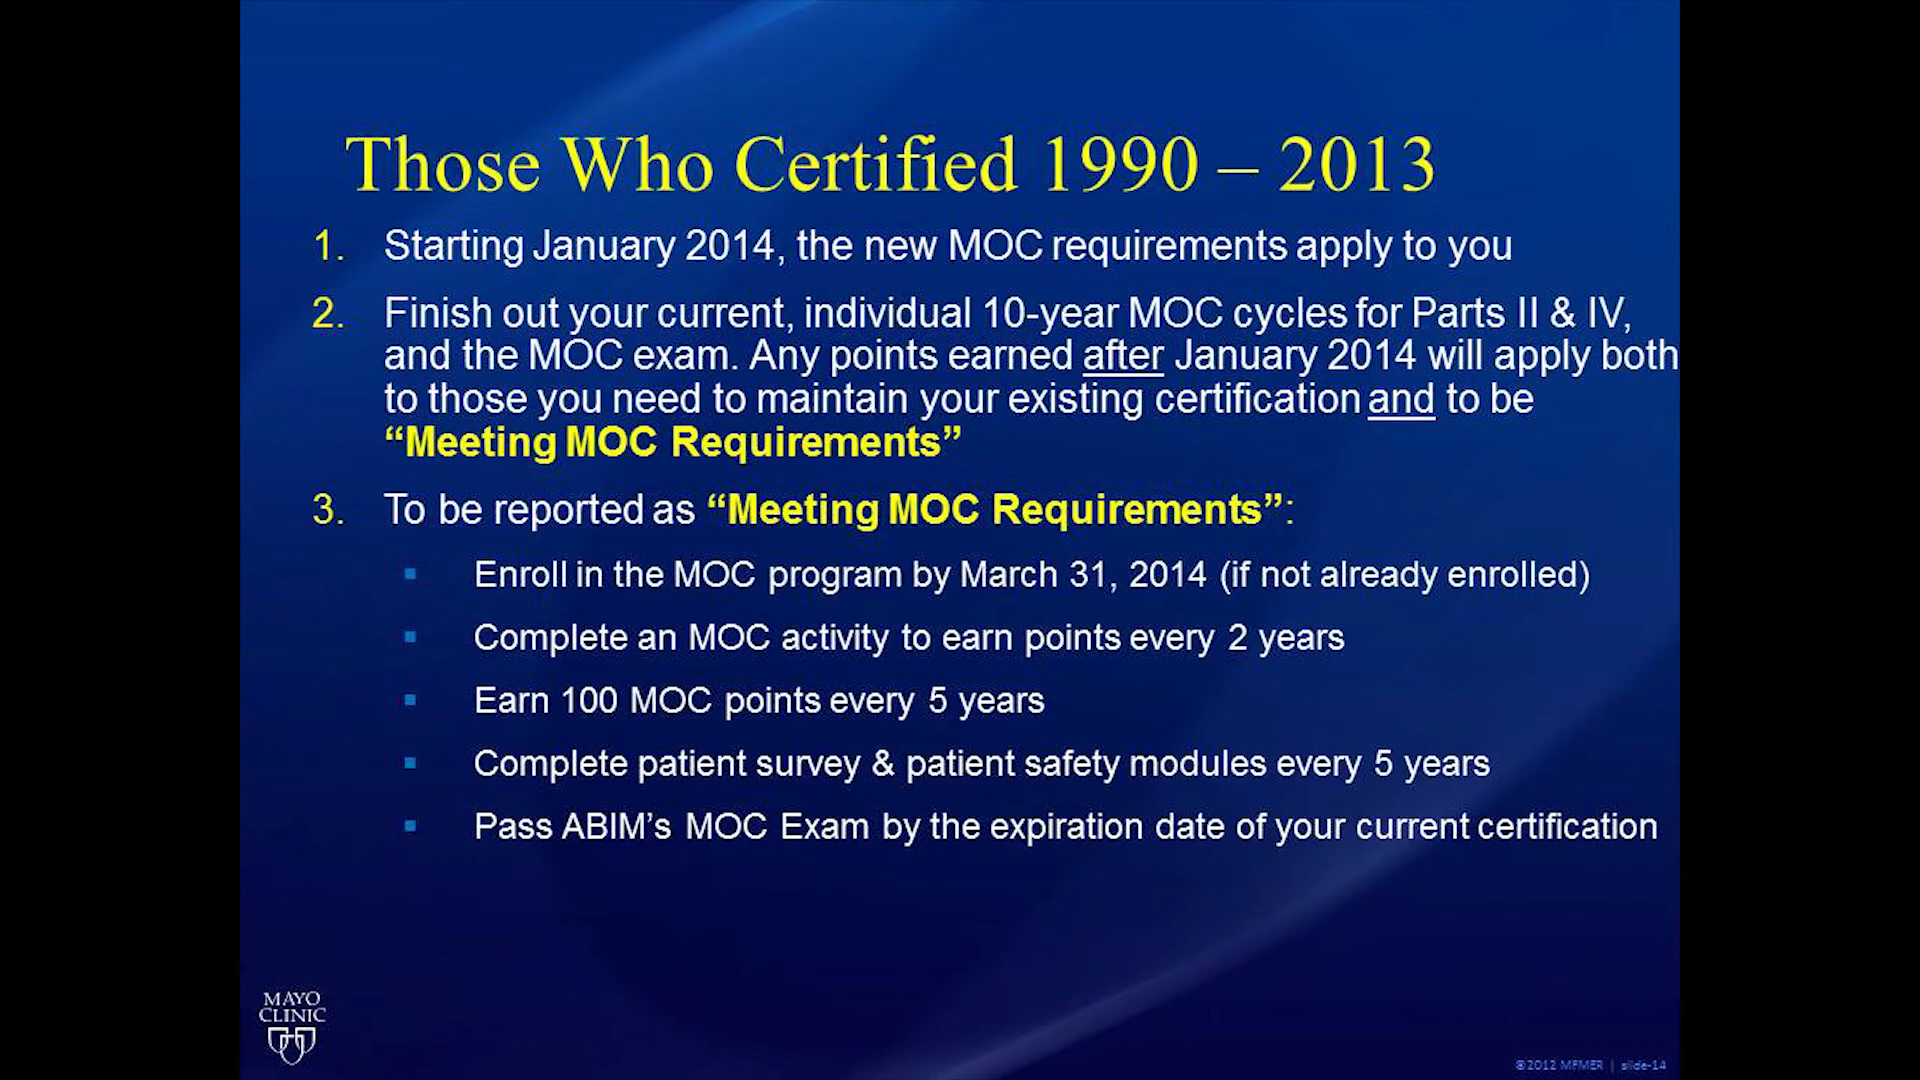 Those Who Certified 1990 – 2013
1. Starting January 2014, the new MOC requirements apply to you
2. Finish out your current, individual 10-year MOC cycles for Parts II & IV,
and the MOC exam. Any points earned after January 2014 will apply both
to those you need to maintain your existing certification and to be
“Meeting MOC Requirements”
3. To be reported as “Meeting MOC Requirements”:
▪ Enroll in the MOC program by March 31, 2014 (if not already enrolled)
▪ Complete an MOC activity to earn points every 2 years
▪ Earn 100 MOC points every 5 years
▪ Complete patient survey & patient safety modules every 5 years
▪ Pass ABIM’s MOC Exam by the expiration date of your current certification
MAYO
CLINIC
©2012 MFMER | slide-14